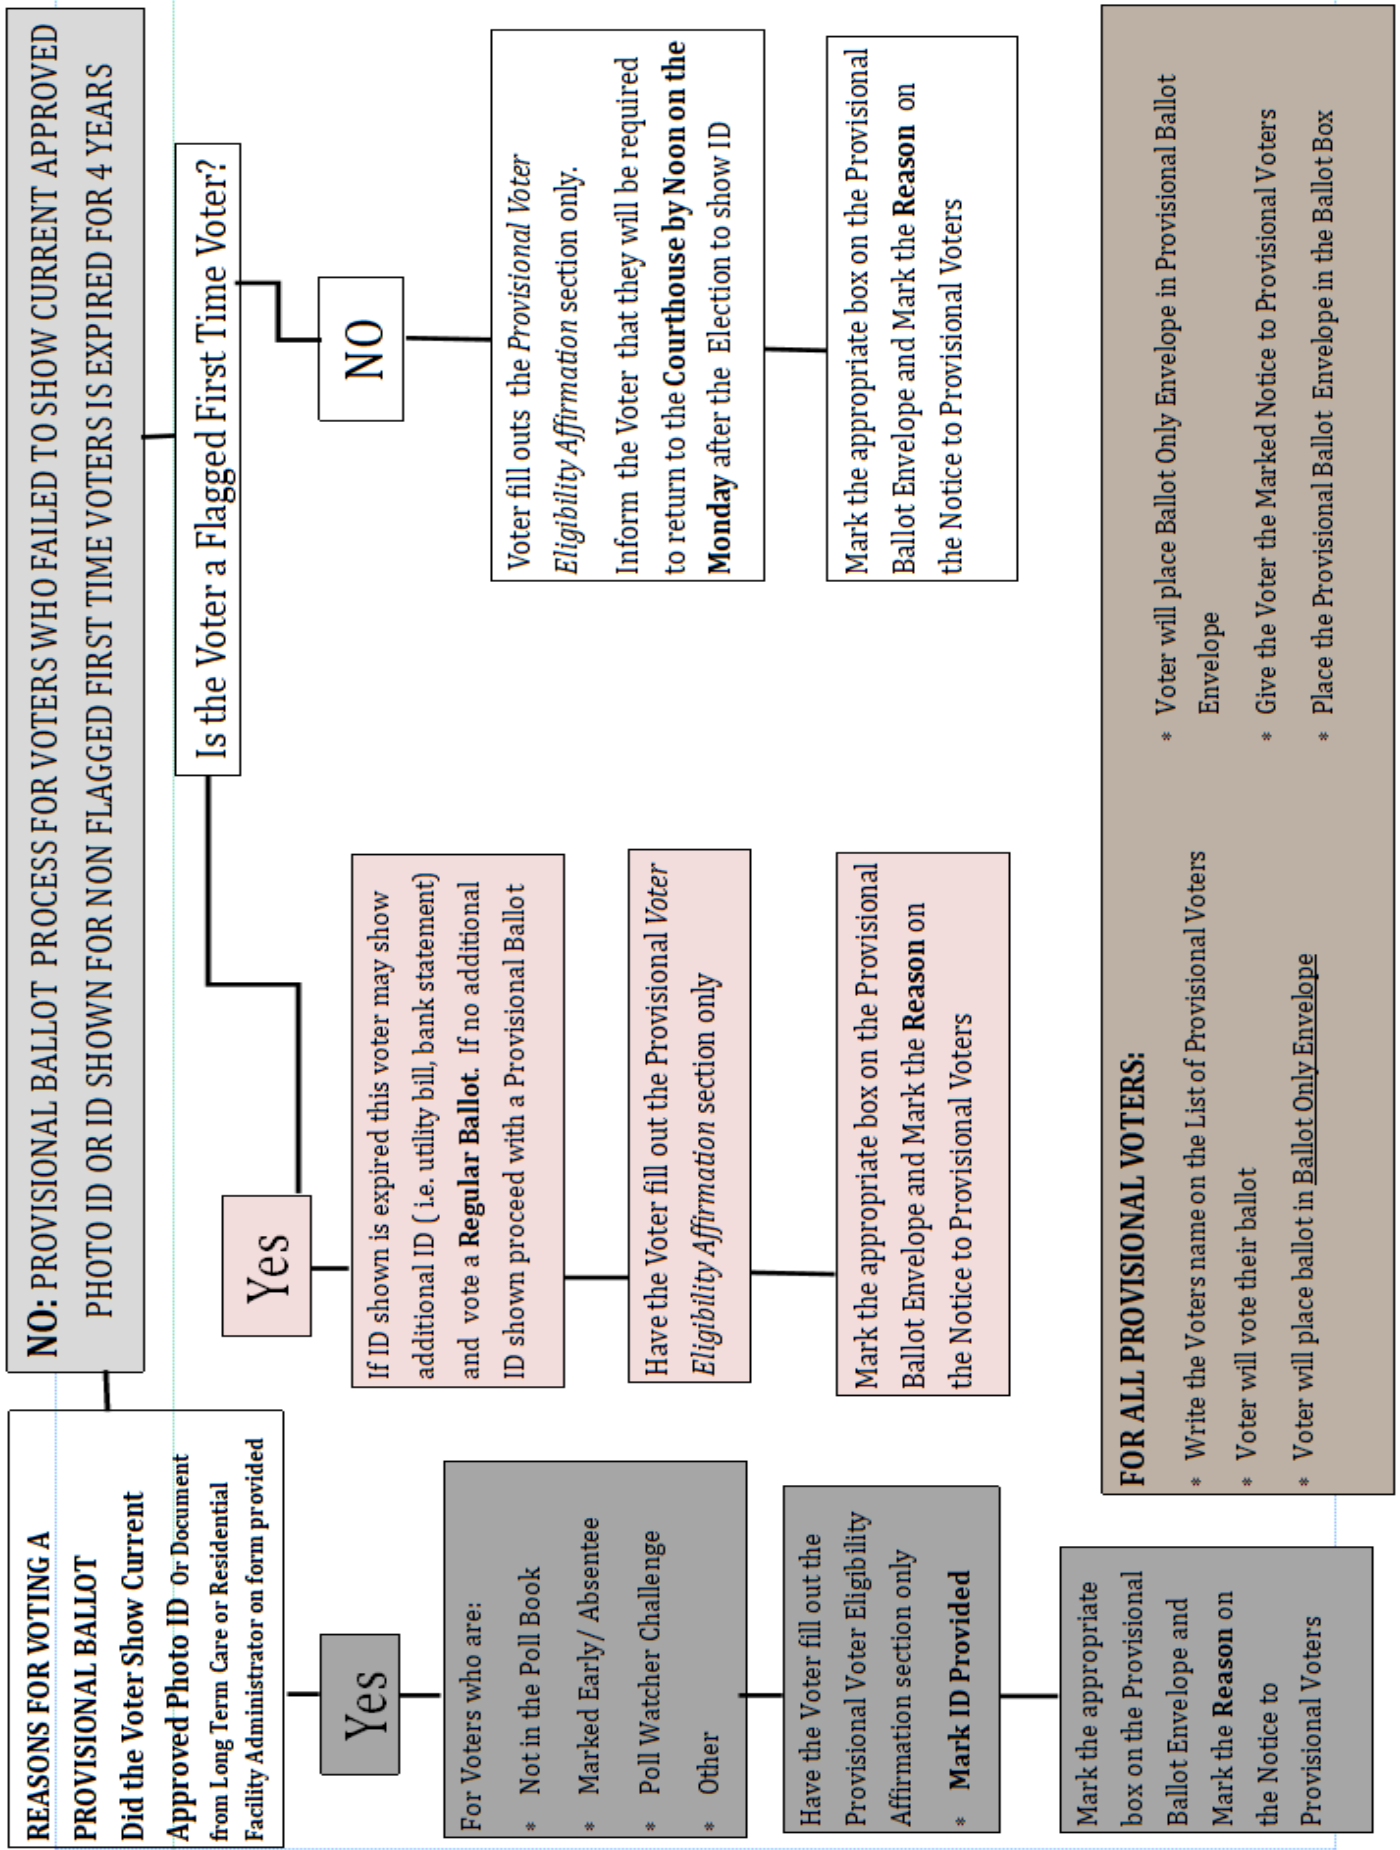 REASONS FOR VOTING A
PROVISIONAL BALLOT
Did the Voter Show Current
Approved Photo ID Or Document
from Long Term Care or Residential
Facility Administrator on form provided
NO: PROVISIONAL BALLOT PROCESS FOR VOTERS WHO FAILED TO SHOW CURRENT APPROVED
PHOTO ID OR ID SHOWN FOR NON FLAGGED FIRST TIME VOTERS IS EXPIRED FOR 4 YEARS
Is the Voter a Flagged First Time Voter?
Yes
For Voters who are:
* Not in the Poll Book
* Marked Early/ Absentee
* Poll Watcher Challenge
* Other
Have the Voter fill out the
Provisional Voter Eligibility
Affirmation section only
* Mark ID Provided
Mark the appropriate
box on the Provisional
Ballot Envelope and
Mark the Reason on
the Notice to
Provisional Voters
Yes
If ID shown is expired this voter may show
additional ID ( i.e. utility bill, bank statement)
and vote a Regular Ballot. If no additional
ID shown proceed with a Provisional Ballot
Have the Voter fill out the Provisional Voter
Eligibility Affirmation section only
Mark the appropriate box on the Provisional
Ballot Envelope and Mark the Reason on
the Notice to Provisional Voters
NO
Voter fill outs the Provisional Voter
Eligibility Affirmation section only.
Inform the Voter that they will be required
to return to the Courthouse by Noon on the
Monday after the Election to show ID
Mark the appropriate box on the Provisional
Ballot Envelope and Mark the Reason on
the Notice to Provisional Voters
FOR ALL PROVISIONAL VOTERS:
* Write the Voters name on the List of Provisional Voters
* Voter will vote their ballot
* Voter will place ballot in Ballot Only Envelope
* Voter will place Ballot Only Envelope in Provisional Ballot
Envelope
* Give the Voter the Marked Notice to Provisional Voters
* Place the Provisional Ballot Envelope in the Ballot Box